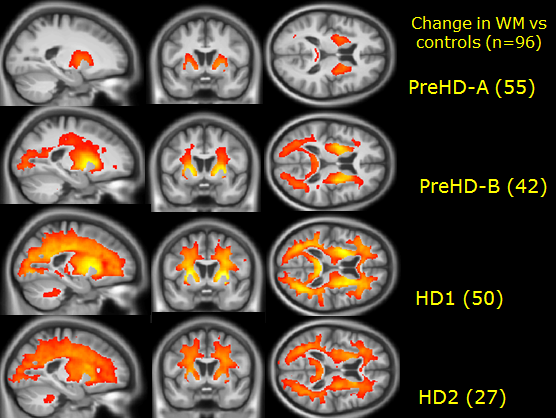 Change in WM vs
controls (n=96)
PreHD-A (55)
PreHD-B (42)
HD1 (50)
HD2 (27)